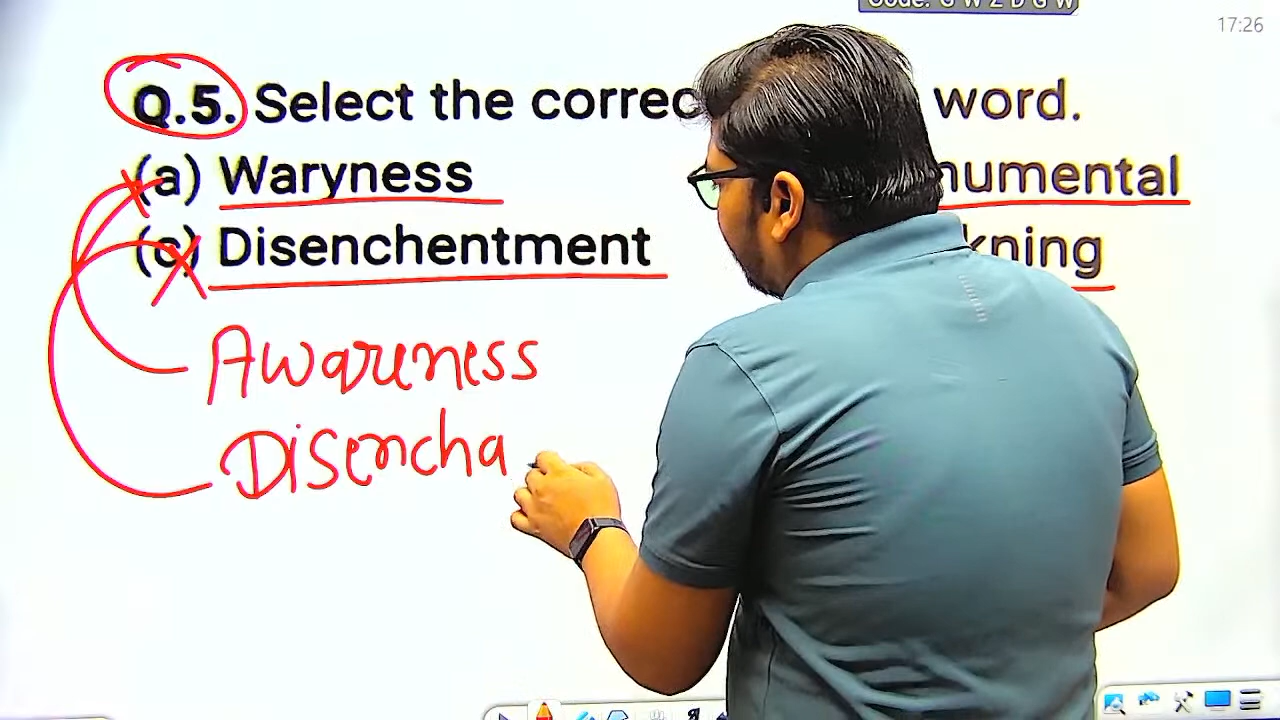 17:26
Q.5. Select the correc word.
(a) Waryness numental
(c) Disenchentment kning
Awareness
Disencha